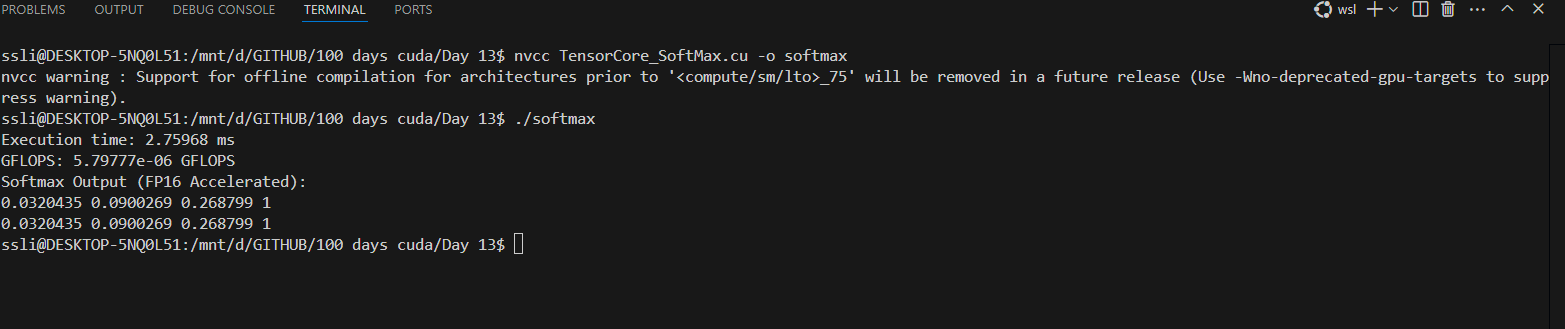 PROBLEMS OUTPUT DEBUG CONSOLE TERMINAL PORTS wsl
ssli@DESKTOP-5NQ0L51:/mnt/d/GITHUB/100 days cuda/Day 13$ nvcc TensorCore_SoftMax.cu -o softmax
nvcc warning : Support for offline compilation for architectures prior to '<compute/sm/lto>_75' will be removed in a future release (Use -Wno-deprecated-gpu-targets to supp
ress warning).
ssli@DESKTOP-5NQ0L51:/mnt/d/GITHUB/100 days cuda/Day 13$ ./softmax
Execution time: 2.75968 ms
GFLOPS: 5.79777e-06 GFLOPS
Softmax Output (FP16 Accelerated):
0.0320435 0.0900269 0.268799 1
0.0320435 0.0900269 0.268799 1
ssli@DESKTOP-5NQ0L51:/mnt/d/GITHUB/100 days cuda/Day 13$